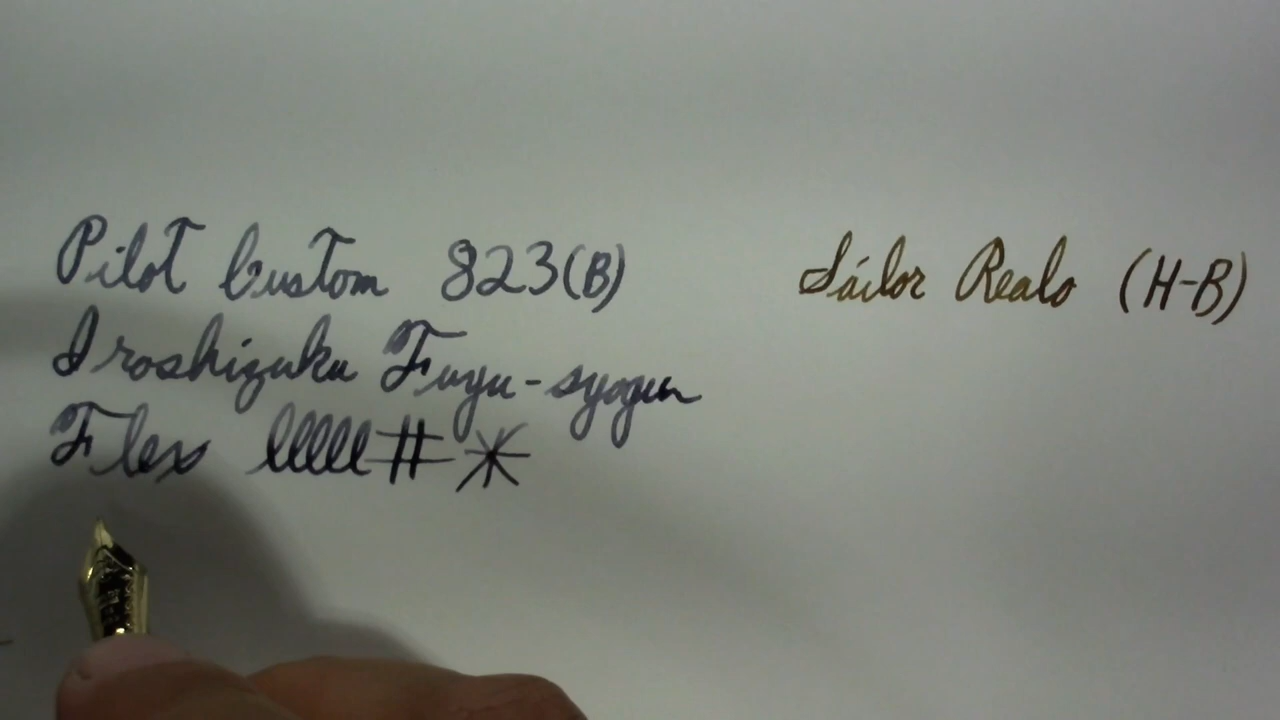 Pilot Custom 823(B)
Sailor Realo (H-B)
Iroshizuku Fuyu-syogun
Flex lllll#*